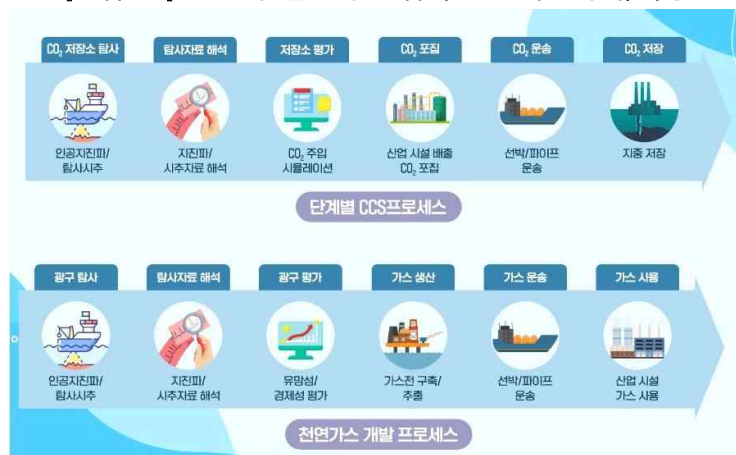 CO₂ 저장소 탐사
탐사자료 해석
저장소 평가
CO₂ 포집
CO₂ 운송
CO₂ 저장
인공지진파/
탐사시추
지진파/
시추자료 해석
CO₂ 주입
시뮬레이션
산업 시설 배출
CO₂ 포집
선박/파이프
운송
지중 저장
단계별 CCS프로세스
광구 탐사
탐사자료 해석
광구 평가
가스 생산
가스 운송
가스 사용
인공지진파/
탐사시추
지진파/
시추자료 해석
유망성/
경제성 평가
가스전 구축/
추출
선박/파이프
운송
산업 시설
가스 사용
천연가스 개발 프로세스